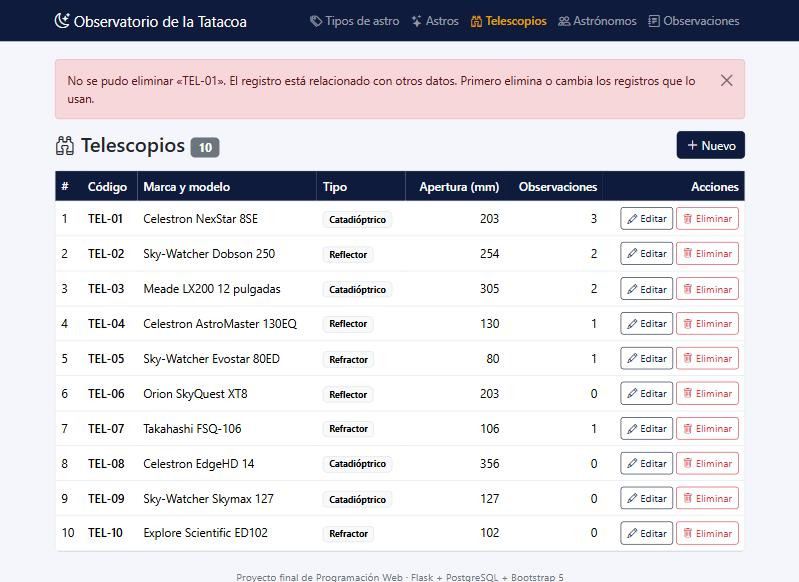 Observatorio de la Tatacoa Tipos de astro Astros Telescopios Astrónomos Observaciones
No se pudo eliminar «TEL-01». El registro está relacionado con otros datos. Primero elimina o cambia los registros que lo
usan.
Telescopios 10 + Nuevo
# Código Marca y modelo Tipo Apertura (mm) Observaciones Acciones
1 TEL-01 Celestron NexStar 8SE Catadióptrico 203 3 Editar Eliminar
2 TEL-02 Sky-Watcher Dobson 250 Reflector 254 2 Editar Eliminar
3 TEL-03 Meade LX200 12 pulgadas Catadióptrico 305 2 Editar Eliminar
4 TEL-04 Celestron AstroMaster 130EQ Reflector 130 1 Editar Eliminar
5 TEL-05 Sky-Watcher Evostar 80ED Refractor 80 1 Editar Eliminar
6 TEL-06 Orion SkyQuest XT8 Reflector 203 0 Editar Eliminar
7 TEL-07 Takahashi FSQ-106 Refractor 106 1 Editar Eliminar
8 TEL-08 Celestron EdgeHD 14 Catadióptrico 356 0 Editar Eliminar
9 TEL-09 Sky-Watcher Skymax 127 Catadióptrico 127 0 Editar Eliminar
10 TEL-10 Explore Scientific ED102 Refractor 102 0 Editar Eliminar
Proyecto final de Programación Web · Flask + PostgreSQL + Bootstrap 5